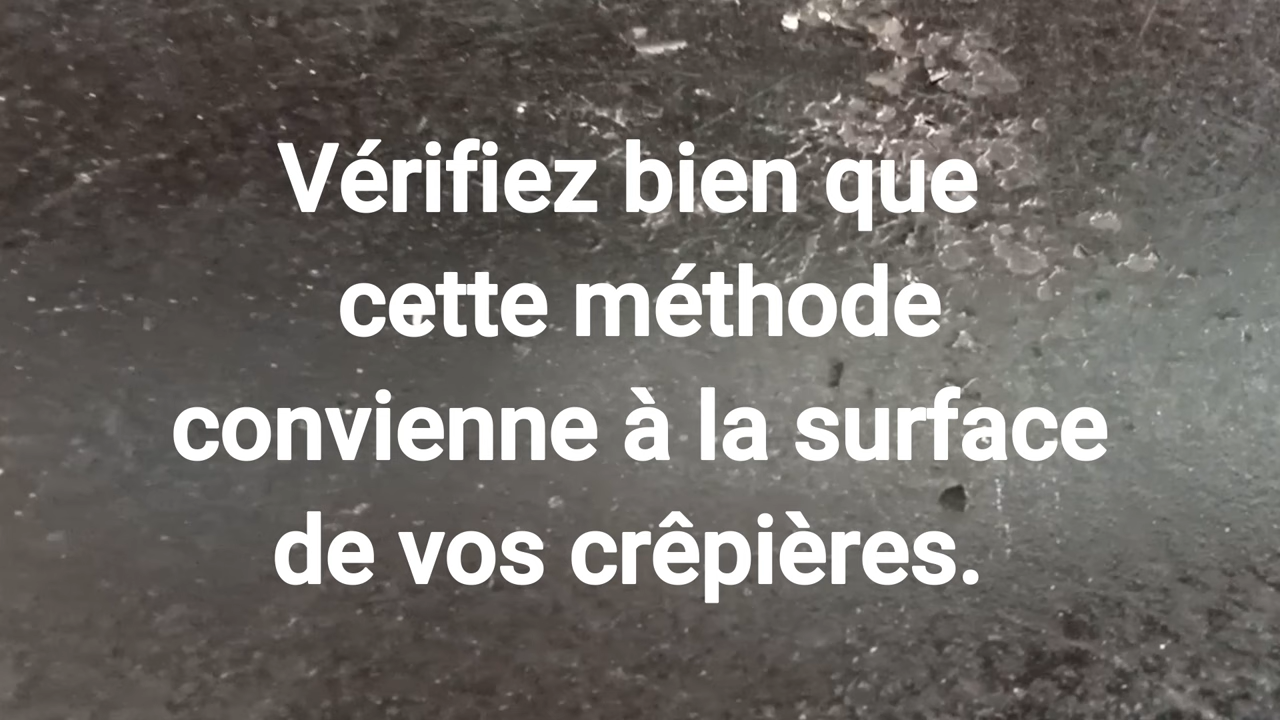 Vérifiez bien que
cette méthode
convienne à la surface
de vos crêpières.